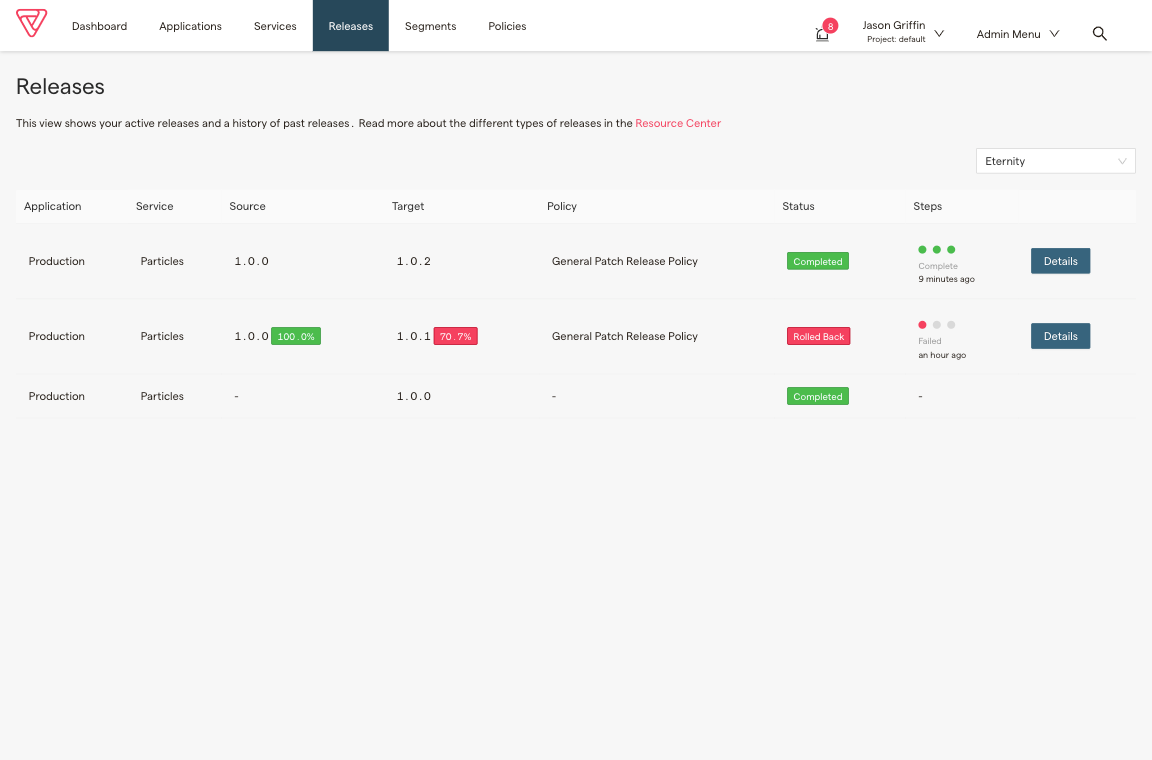 Dashboard Applications Services Releases Segments Policies 8 Jason Griffin Admin Menu
Project: default
Releases
This view shows your active releases and a history of past releases. Read more about the different types of releases in the Resource Center
Eternity
Application Service Source Target Policy Status Steps
Production Particles 1.0.0 1.0.2 General Patch Release Policy Completed Details
Complete
9 minutes ago
Production Particles 1.0.0 100.0% 1.0.1 70.7% General Patch Release Policy Rolled Back Details
Failed
an hour ago
Production Particles - 1.0.0 - Completed -